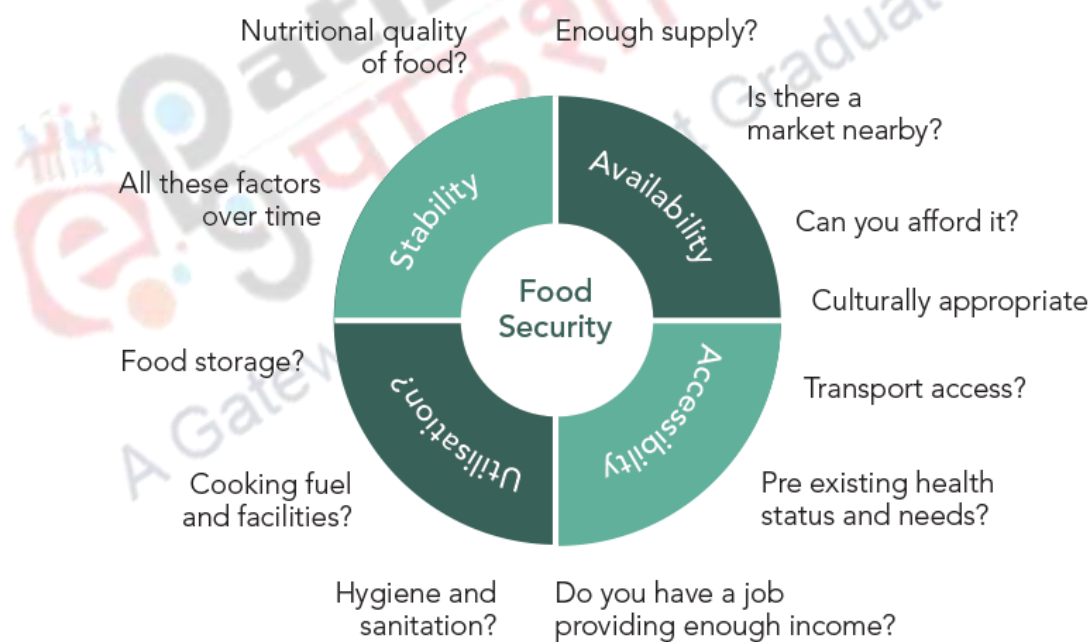 Nutritional quality
of food?
Enough supply?
Is there a
market nearby?
All these factors
over time
Stability
Availability
Can you afford it?
Food
Security
Culturally appropriate
Food storage?
Utilisation?
Accessibilty
Transport access?
Cooking fuel
and facilities?
Pre existing health
status and needs?
Hygiene and
sanitation?
Do you have a job
providing enough income?
पाठशा
A Gatew
Graduat